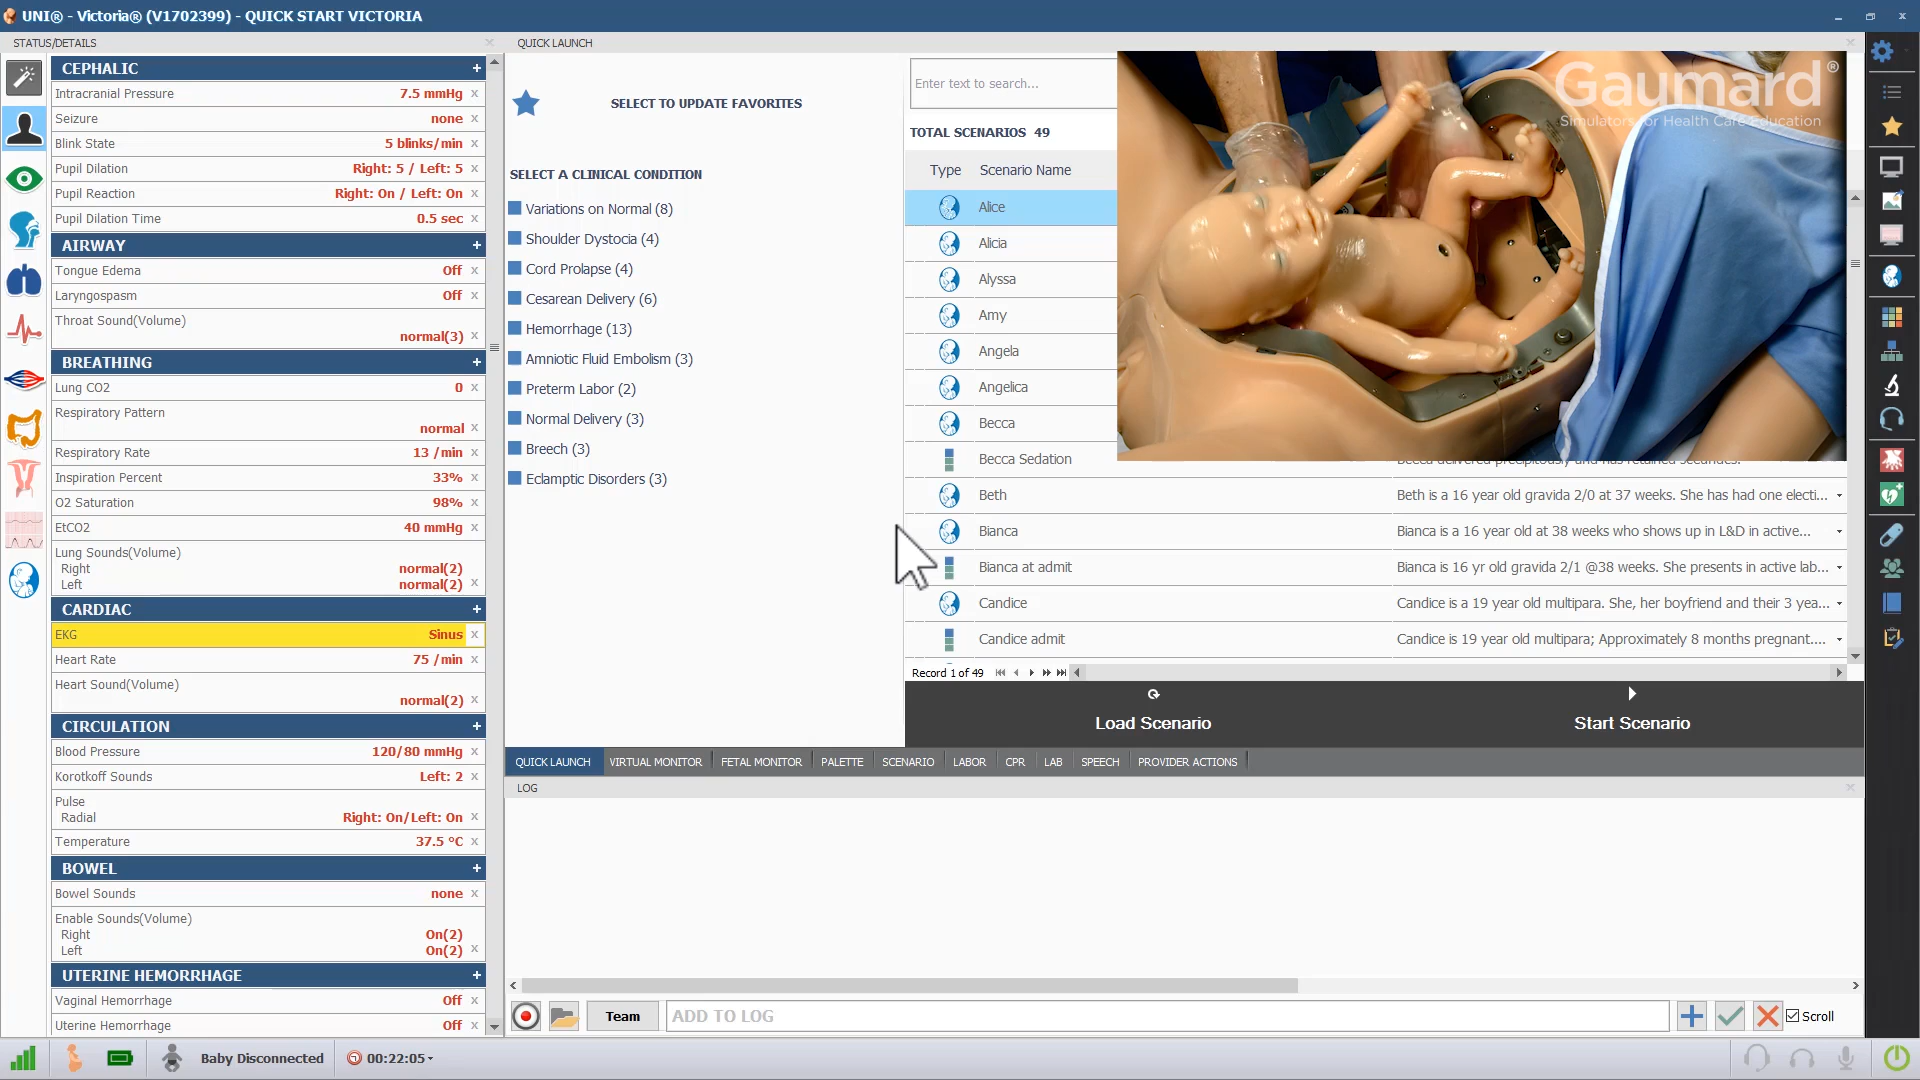 UNI® - Victoria® (V1702399) - QUICK START VICTORIA
STATUS/DETAILS
CEPHALIC +
Intracranial Pressure 7.5 mmHg x
Seizure none x
Blink State 5 blinks/min x
Pupil Dilation Right: 5 / Left: 5 x
Pupil Reaction Right: On / Left: On x
Pupil Dilation Time 0.5 sec x
AIRWAY +
Tongue Edema Off x
Laryngospasm Off x
Throat Sound(Volume)
normal(3) x
BREATHING +
Lung CO2 0 x
Respiratory Pattern
normal x
Respiratory Rate 13 /min x
Inspiration Percent 33% x
O2 Saturation 98% x
EtCO2 40 mmHg x
Lung Sounds(Volume)
Right normal(2)
Left normal(2) x
CARDIAC +
EKG Sinus x
Heart Rate 75 /min x
Heart Sound(Volume)
normal(2) x
CIRCULATION +
Blood Pressure 120/80 mmHg x
Korotkoff Sounds Left: 2 x
Pulse
Radial Right: On/Left: On x
Temperature 37.5 °C x
BOWEL +
Bowel Sounds none x
Enable Sounds(Volume)
Right On(2)
Left On(2) x
UTERINE HEMORRHAGE +
Vaginal Hemorrhage Off x
Uterine Hemorrhage Off x
QUICK LAUNCH
SELECT TO UPDATE FAVORITES
SELECT A CLINICAL CONDITION
Variations on Normal (8)
Shoulder Dystocia (4)
Cord Prolapse (4)
Cesarean Delivery (6)
Hemorrhage (13)
Amniotic Fluid Embolism (3)
Preterm Labor (2)
Normal Delivery (3)
Breech (3)
Eclamptic Disorders (3)
Enter text to search...
TOTAL SCENARIOS 49
Type Scenario Name
Alice
Alicia
Alyssa
Amy
Angela
Angelica
Becca
Becca Sedation Becca delivered precipitously and has retained secundies.
Beth Beth is a 16 year old gravida 2/0 at 37 weeks. She has had one electi...
Bianca Bianca is a 16 year old at 38 weeks who shows up in L&D in active...
Bianca at admit Bianca is 16 yr old gravida 2/1 @38 weeks. She presents in active lab...
Candice Candice is a 19 year old multipara. She, her boyfriend and their 3 yea...
Candice admit Candice is 19 year old multipara; Approximately 8 months pregnant....
Record 1 of 49
Load Scenario Start Scenario
Gaumard®
Simulators for Health Care Education
QUICK LAUNCH VIRTUAL MONITOR FETAL MONITOR PALETTE SCENARIO LABOR CPR LAB SPEECH PROVIDER ACTIONS
LOG
Team ADD TO LOG Scroll
Baby Disconnected 00:22:05